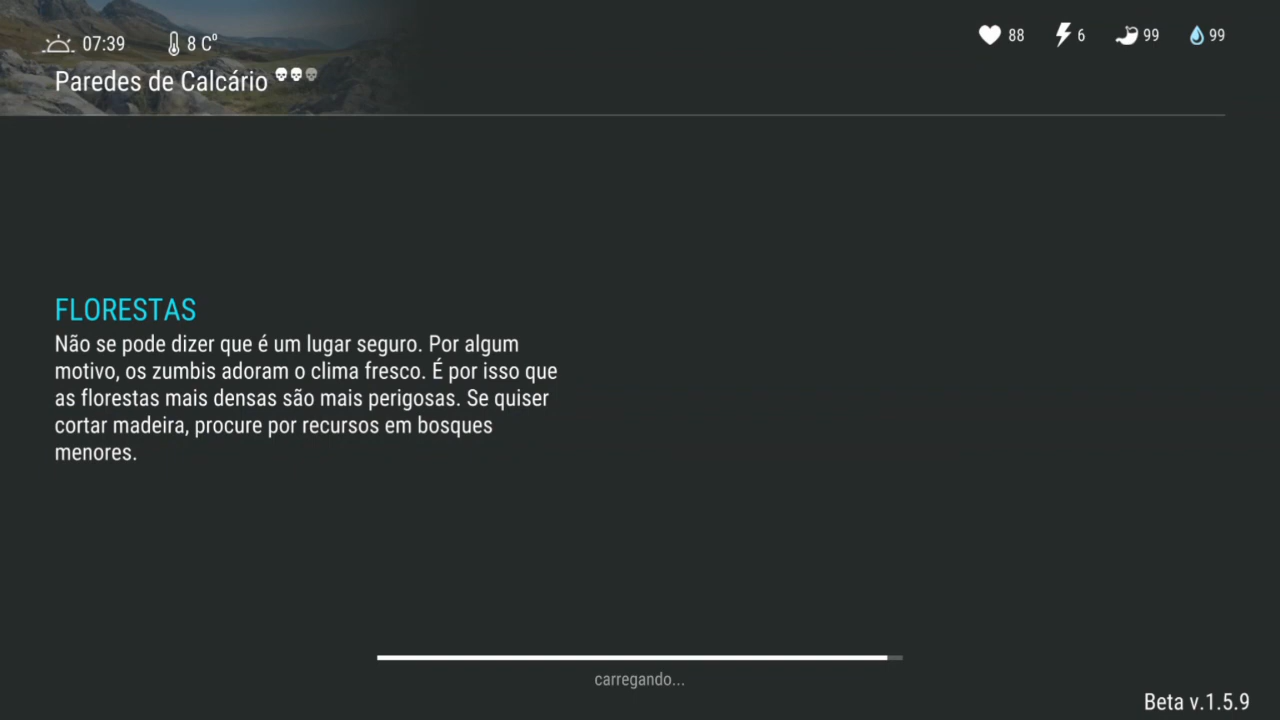 07:39 8 Cº
88 6 99 99
Paredes de Calcário
FLORESTAS
Não se pode dizer que é um lugar seguro. Por algum
motivo, os zumbis adoram o clima fresco. É por isso que
as florestas mais densas são mais perigosas. Se quiser
cortar madeira, procure por recursos em bosques
menores.
carregando...
Beta v.1.5.9